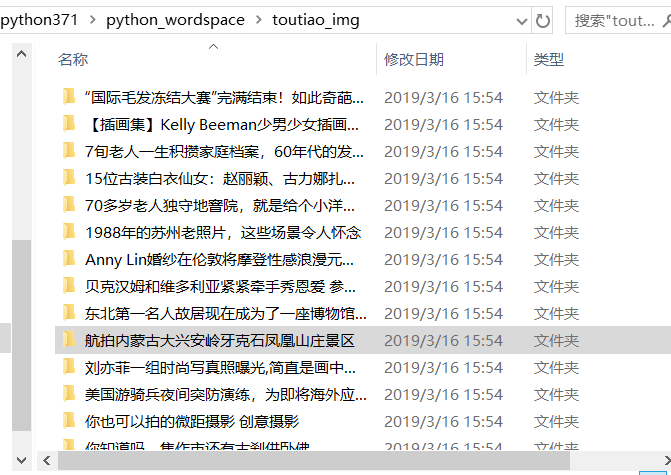 python371 › python_wordspace › toutiao_img
搜索"tout...
名称 修改日期 类型
“国际毛发冻结大赛”完满结束！如此奇葩... 2019/3/16 15:54 文件夹
【插画集】Kelly Beeman少男少女插画... 2019/3/16 15:54 文件夹
7旬老人一生积攒家庭档案，60年代的发... 2019/3/16 15:54 文件夹
15位古装白衣仙女：赵丽颖、古力娜扎... 2019/3/16 15:54 文件夹
70多岁老人独守地窨院，就是给个小洋... 2019/3/16 15:54 文件夹
1988年的苏州老照片，这些场景令人怀念 2019/3/16 15:54 文件夹
Anny Lin婚纱在伦敦将摩登性感浪漫元... 2019/3/16 15:54 文件夹
贝克汉姆和维多利亚紧紧牵手秀恩爱 参... 2019/3/16 15:54 文件夹
东北第一名人故居现在成为了一座博物馆... 2019/3/16 15:54 文件夹
航拍内蒙古大兴安岭牙克石凤凰山庄景区 2019/3/16 15:54 文件夹
刘亦菲一组时尚写真照曝光,简直是画中... 2019/3/16 15:54 文件夹
美国游骑兵夜间突防演练，为即将海外应... 2019/3/16 15:54 文件夹
你也可以拍的微距摄影 创意摄影 2019/3/16 15:54 文件夹
你知道吗，焦作市还有古刹供卧佛 2019/3/16 15:54 文件夹